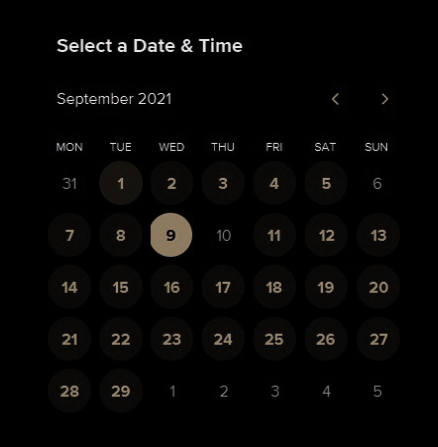 Select a Date & Time
September 2021
MON TUE WED THU FRI SAT SUN
31 1 2 3 4 5 6
7 8 9 10 11 12 13
14 15 16 17 18 19 20
21 22 23 24 25 26 27
28 29 1 2 3 4 5